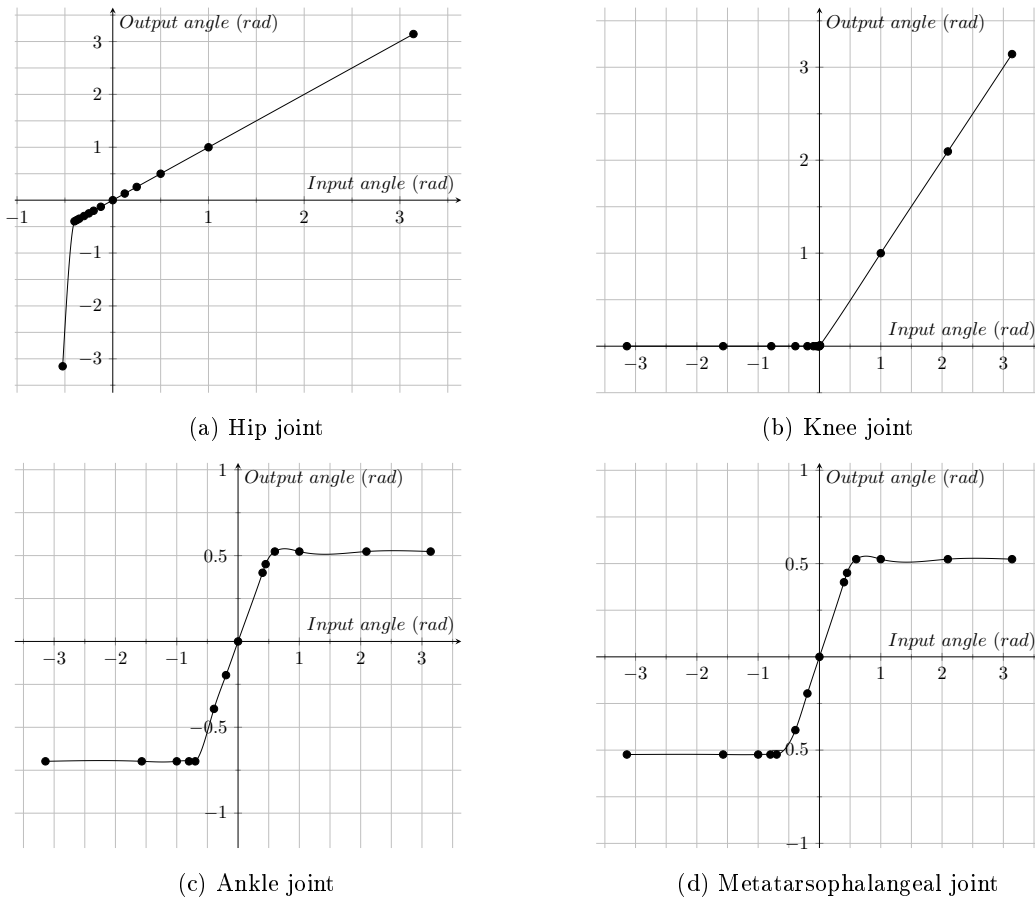 Output angle (rad)
3
2
1
Input angle (rad)
−1 1 2 3
−1
−2
−3
(a) Hip joint
Output angle (rad)
3
2
1
Input angle (rad)
−3 −2 −1 1 2 3
(b) Knee joint
1
Output angle (rad)
0.5
Input angle (rad)
−3 −2 −1 1 2 3
−0.5
−1
(c) Ankle joint
1
Output angle (rad)
0.5
Input angle (rad)
−3 −2 −1 1 2 3
−0.5
−1
(d) Metatarsophalangeal joint